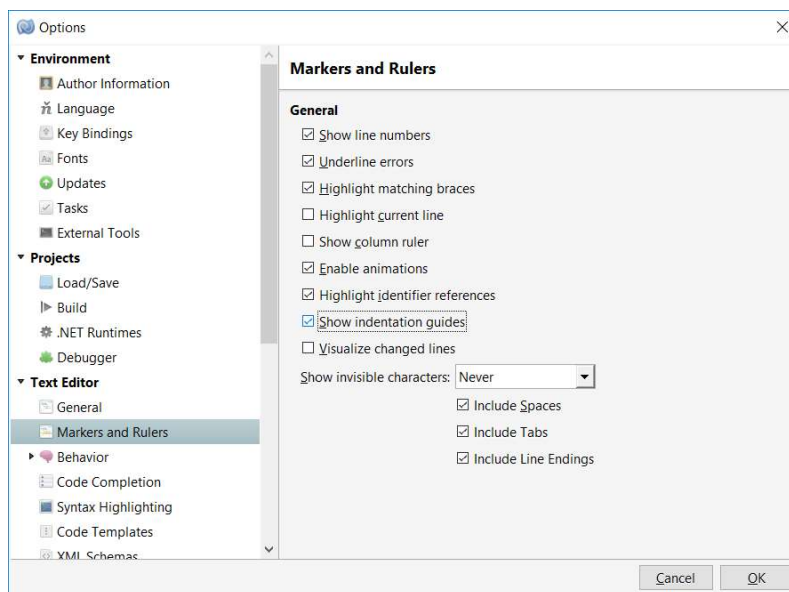 Options
Environment
Author Information
Language
Key Bindings
Fonts
Updates
Tasks
External Tools
Projects
Load/Save
Build
.NET Runtimes
Debugger
Text Editor
General
Markers and Rulers
Behavior
Code Completion
Syntax Highlighting
Code Templates
XML Schemas
Markers and Rulers
General
Show line numbers
Underline errors
Highlight matching braces
Highlight current line
Show column ruler
Enable animations
Highlight identifier references
Show indentation guides
Visualize changed lines
Show invisible characters: Never
Include Spaces
Include Tabs
Include Line Endings
Cancel OK